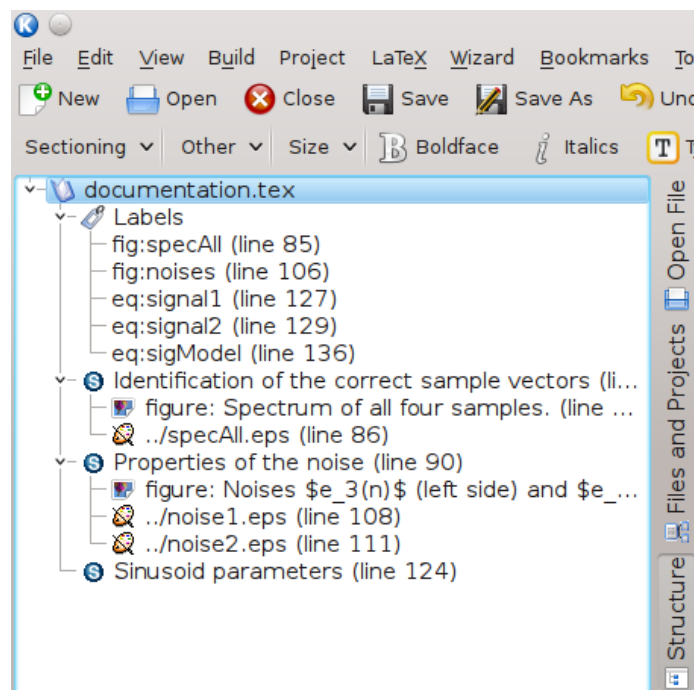 File Edit View Build Project LaTeX Wizard Bookmarks To
New Open Close Save Save As Und
Sectioning Other Size B Boldface i Italics T T
documentation.tex
Labels
fig:specAll (line 85)
fig:noises (line 106)
eq:signal1 (line 127)
eq:signal2 (line 129)
eq:sigModel (line 136)
S Identification of the correct sample vectors (li...
figure: Spectrum of all four samples. (line ...
../specAll.eps (line 86)
S Properties of the noise (line 90)
figure: Noises $e_3(n)$ (left side) and $e_...
../noise1.eps (line 108)
../noise2.eps (line 111)
S Sinusoid parameters (line 124)
Open File
Files and Projects
Structure